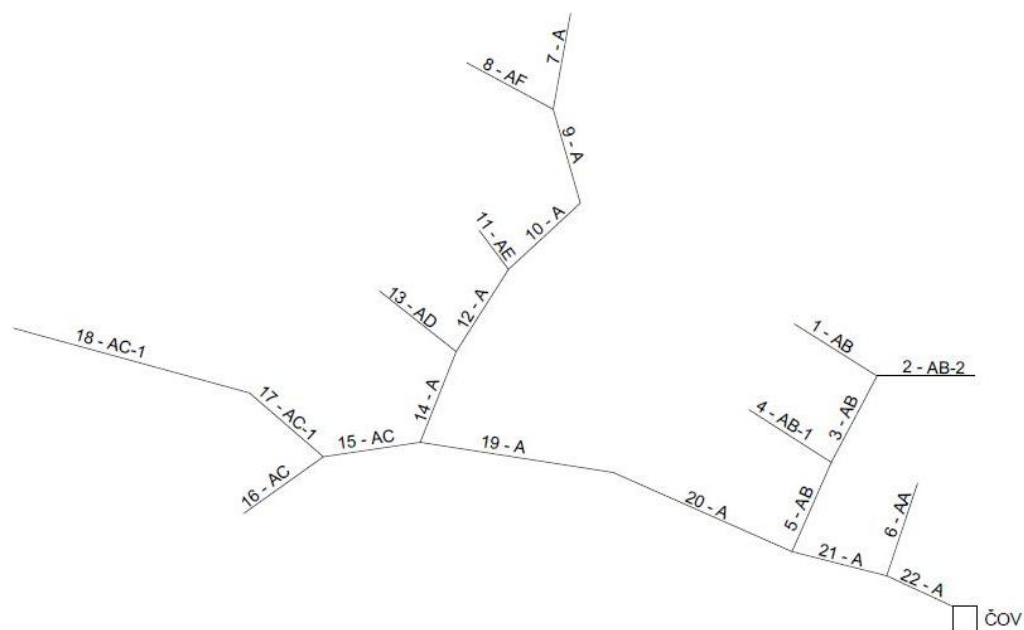 7 - A
8 - AF
9 - A
10 - A
11 - AE
12 - A
13 - AD
14 - A
18 - AC-1
17 - AC-1
15 - AC
16 - AC
19 - A
20 - A
1 - AB
2 - AB-2
3 - AB
4 - AB-1
5 - AB
6 - AA
21 - A
22 - A
ČOV